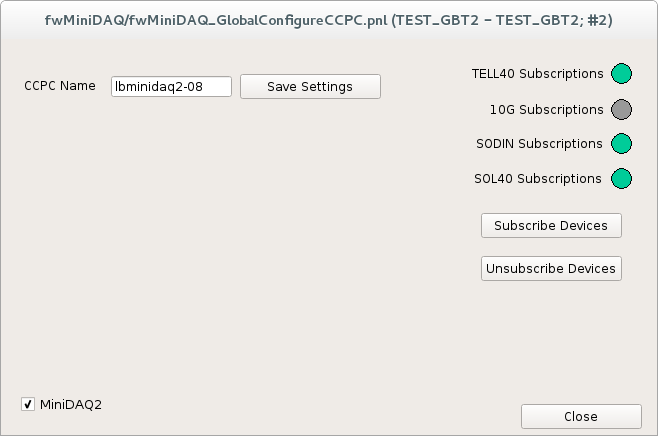 fwMiniDAQ/fwMiniDAQ_GlobalConfigureCCPC.pnl (TEST_GBT2 - TEST_GBT2; #2)
CCPC Name lbminidaq2-08 Save Settings
TELL40 Subscriptions
10G Subscriptions
SODIN Subscriptions
SOL40 Subscriptions
Subscribe Devices
Unsubscribe Devices
MiniDAQ2
Close